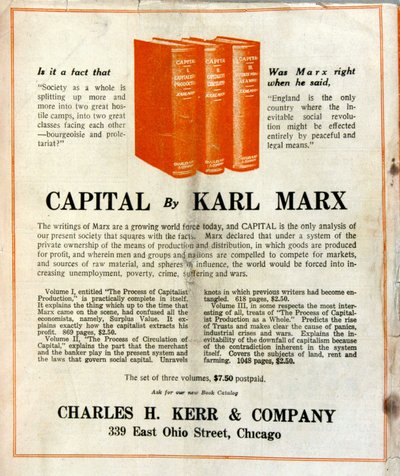 Is it a fact that
"Society as a whole is
splitting up more and
more into two great hos-
tile camps, into two great
classes facing each other
—bourgeoisie and prole-
tariat?"
CAPITAL
I
CAPITALIST
PRODUCTION
CAPITAL
II
CAPITAL
III
Was Marx right
when he said,
"England is the only
country where the in-
evitable social revolu-
tion might be effected
entirely by peaceful and
legal means."
CAPITAL By KARL MARX
The writings of Marx are a growing world force today, and CAPITAL is the only analysis of
our present society that squares with the facts. Marx declared that under a system of the
private ownership of the means of production and distribution, in which goods are produced
for profit, and wherein men and groups and nations are compelled to compete for markets,
and sources of raw material, and spheres of influence, the world would be forced into in-
creasing unemployment, poverty, crime, suffering and wars.
Volume I, entitled "The Process of Capitalist
Production," is practically complete in itself.
It explains the thing which up to the time that
Marx came on the scene, had confused all the
economists, namely, Surplus Value. It ex-
plains exactly how the capitalist extracts his
profit. 869 pages, $2.50.
Volume II, "The Process of Circulation of
Capital," explains the part that the merchant
and the banker play in the present system and
the laws that govern social capital. Unravels
knots in which previous writers had become en-
tangled. 618 pages, $2.50.
Volume III, in some respects the most inter-
esting of all, treats of "The Process of Capital-
ist Production as a Whole." Predicts the rise
of Trusts and makes clear the cause of panics,
industrial crises and wars. Explains the in-
evitability of the downfall of capitalism because
of the contradiction inherent in the system
itself. Covers the subjects of land, rent and
farming. 1048 pages, $2.50.
The set of three volumes, $7.50 postpaid.
Ask for our new Book Catalog
CHARLES H. KERR & COMPANY
339 East Ohio Street, Chicago